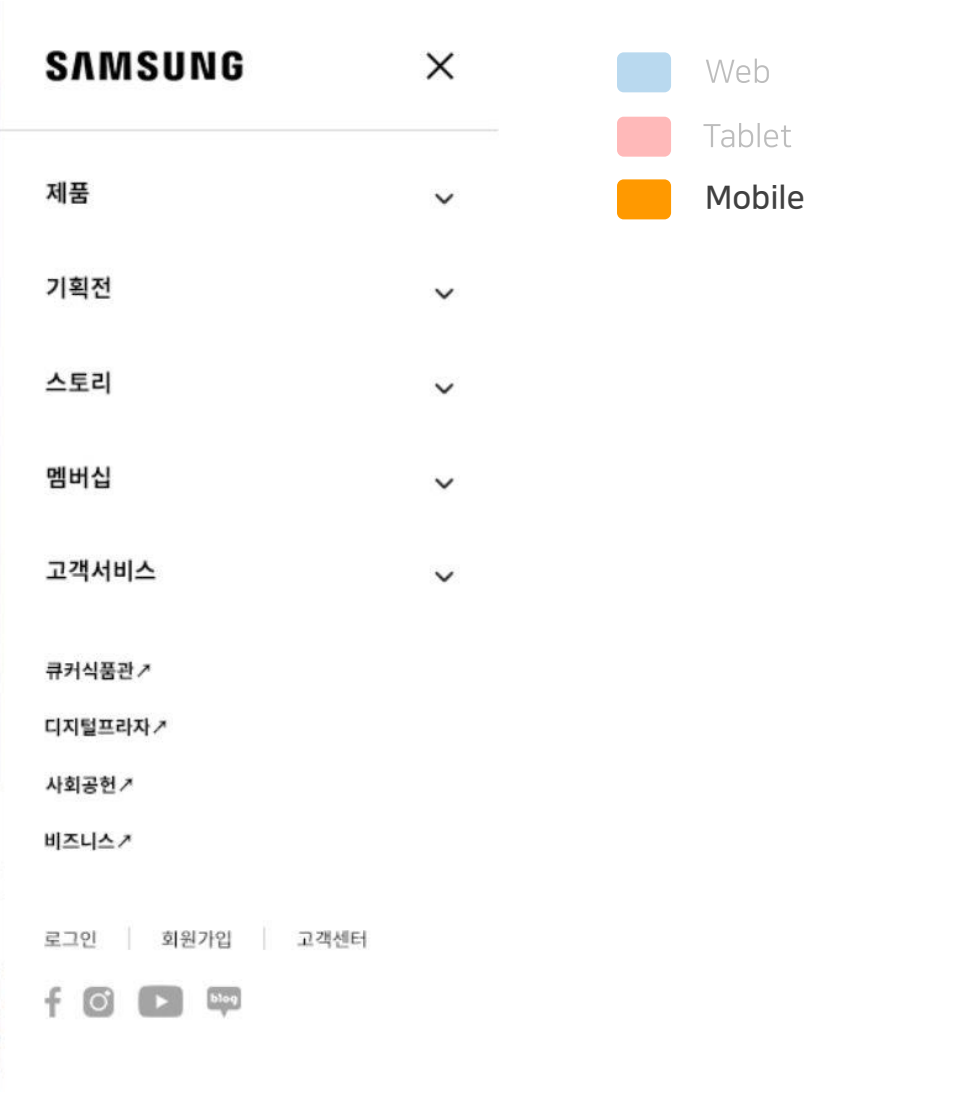 SAMSUNG
제품
기획전
스토리
멤버십
고객서비스
큐커식품관↗
디지털프라자↗
사회공헌↗
비즈니스↗
로그인 | 회원가입 | 고객센터
blog
Web
Tablet
Mobile